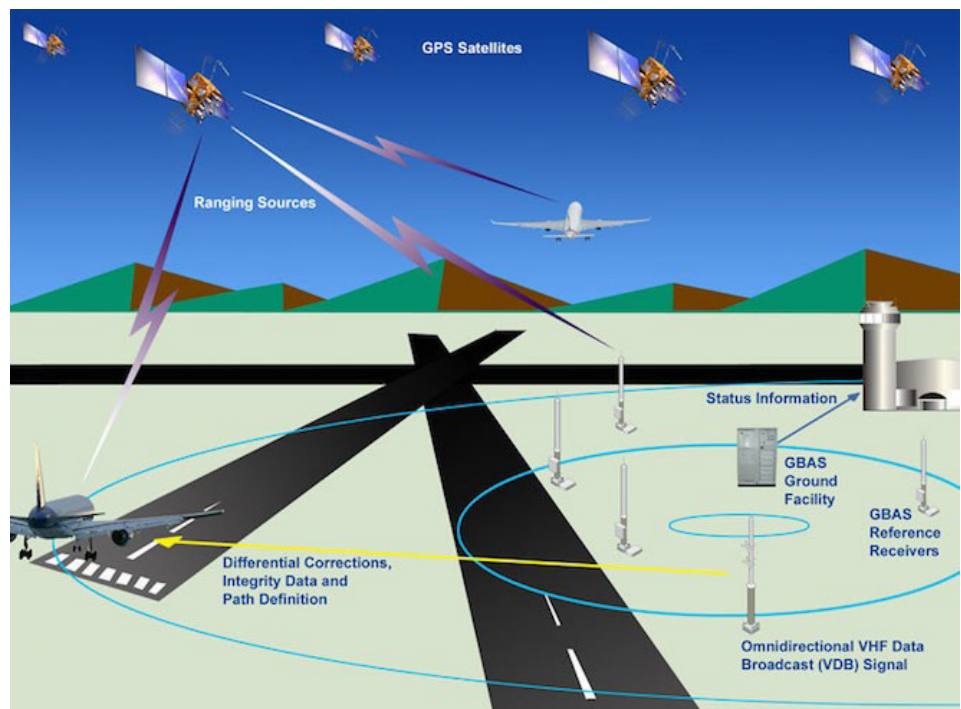 GPS Satellites
Ranging Sources
Status Information
GBAS
Ground
Facility
GBAS
Reference
Receivers
Differential Corrections,
Integrity Data and
Path Definition
Omnidirectional VHF Data
Broadcast (VDB) Signal